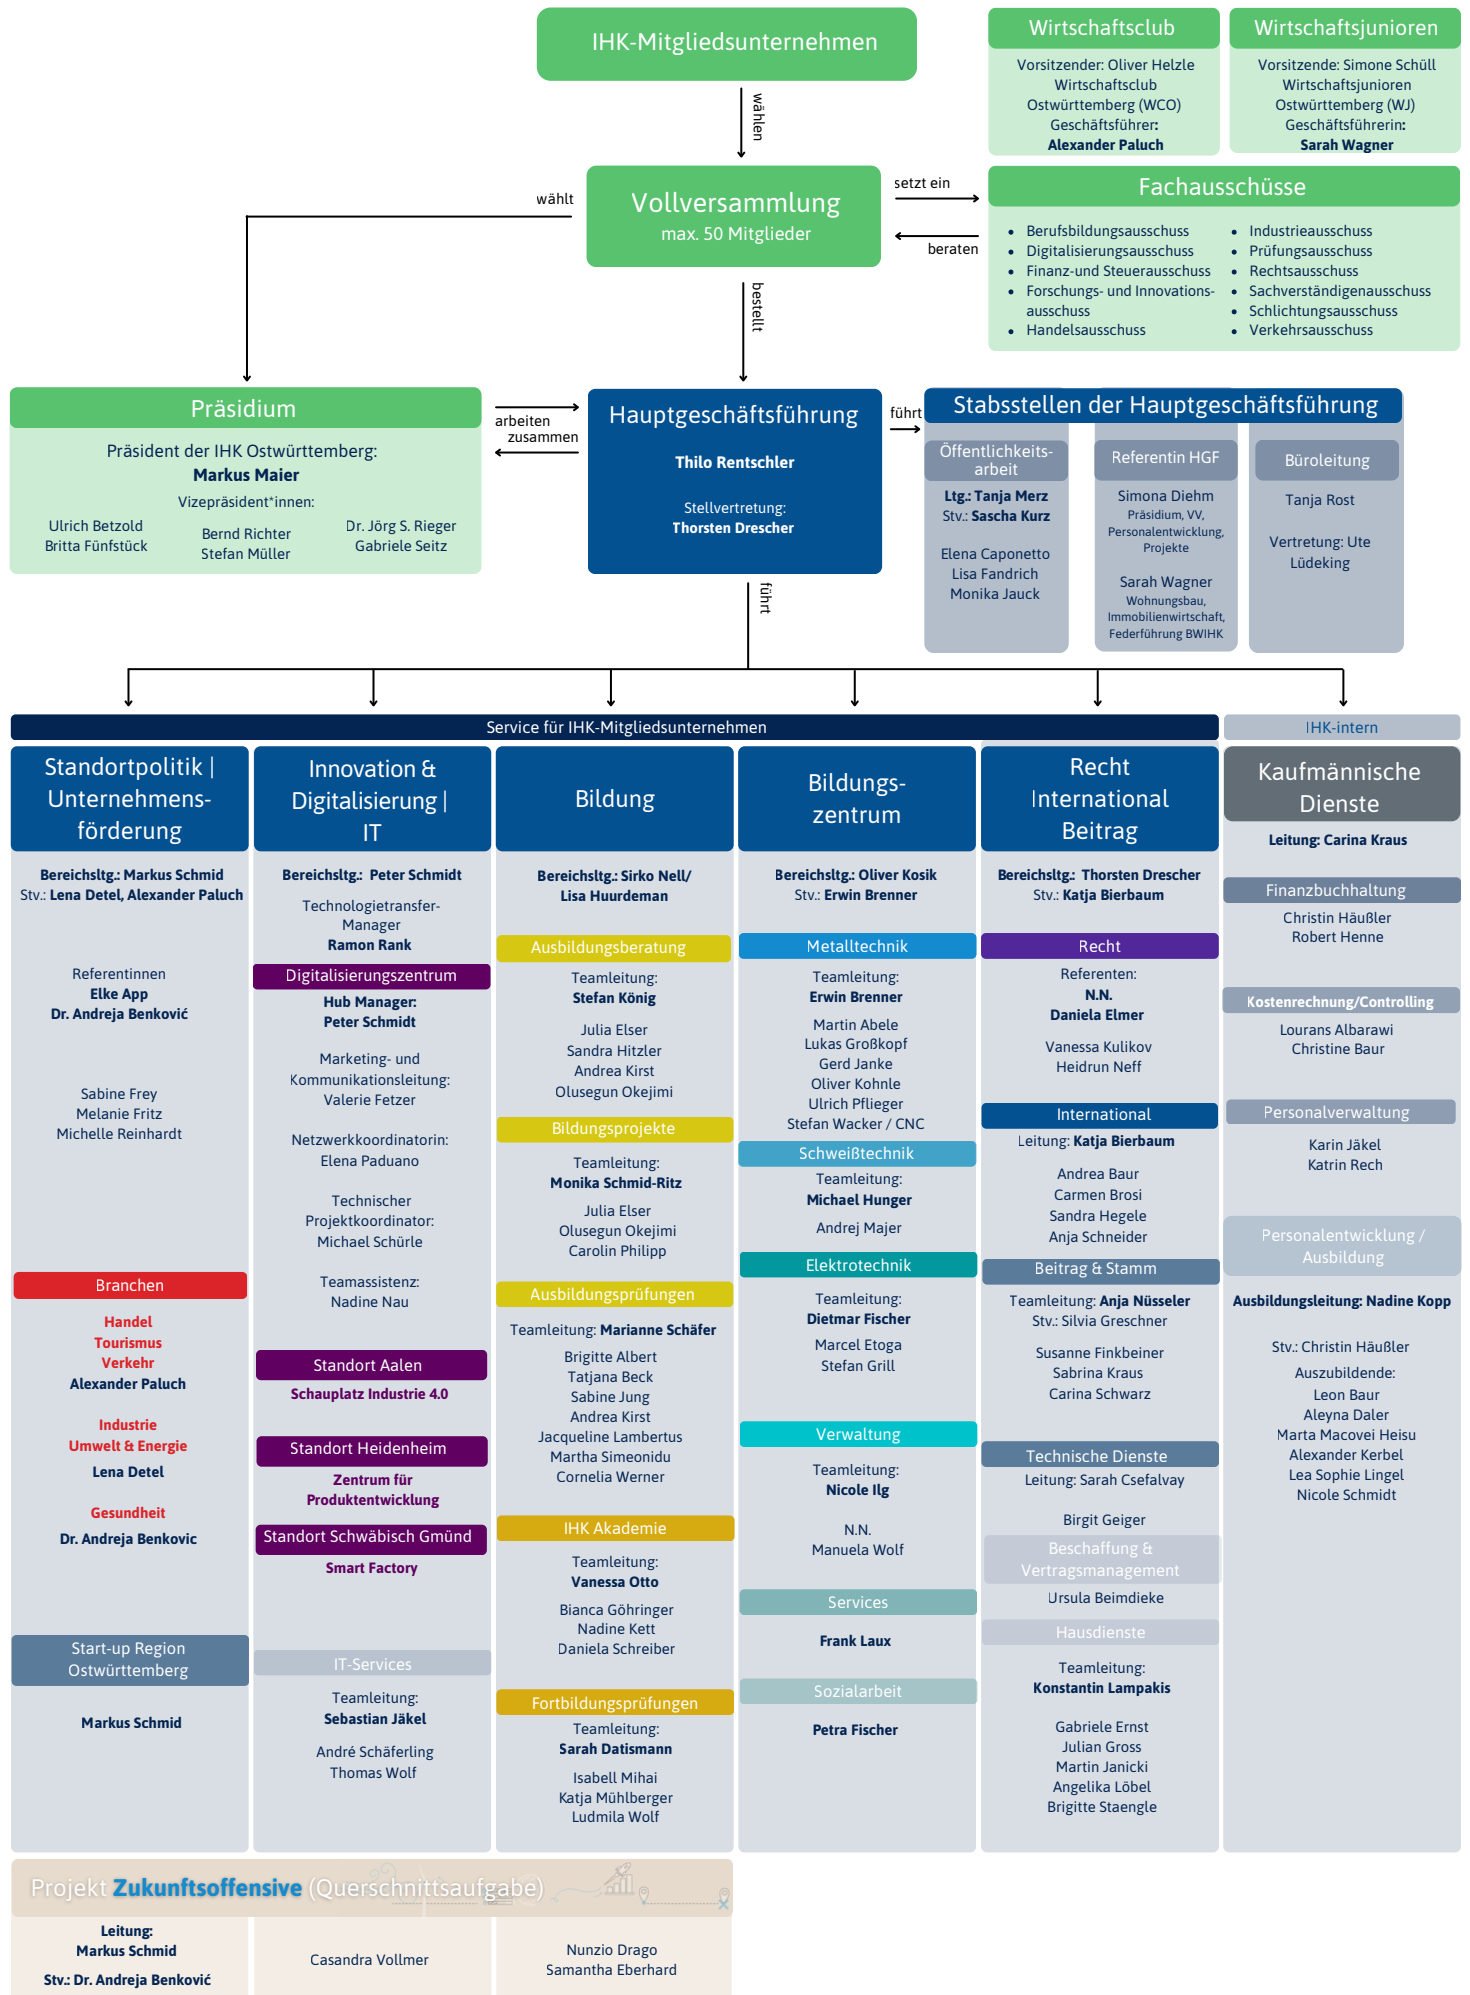 IHK-Mitgliedsunternehmen
wählen
Wirtschaftsclub
Vorsitzender: Oliver Helzle
Wirtschaftsclub
Ostwürttemberg (WCO)
Geschäftsführer:
Alexander Paluch
Wirtschaftsjunioren
Vorsitzende: Simone Schüll
Wirtschaftsjunioren
Ostwürttemberg (WJ)
Geschäftsführerin:
Sarah Wagner
Vollversammlung
max. 50 Mitglieder
wählt
setzt ein
beraten
bestellt
Fachausschüsse
Berufsbildungsausschuss
Digitalisierungsausschuss
Finanz-und Steuerausschuss
Forschungs- und Innovations-
ausschuss
Handelsausschuss
Industrieausschuss
Prüfungsausschuss
Rechtsausschuss
Sachverständigenausschuss
Schlichtungsausschuss
Verkehrsausschuss
Präsidium
Präsident der IHK Ostwürttemberg:
Markus Maier
Vizepräsident*innen:
Ulrich Betzold
Britta Fünfstück
Bernd Richter
Stefan Müller
Dr. Jörg S. Rieger
Gabriele Seitz
arbeiten
zusammen
Hauptgeschäftsführung
Thilo Rentschler
Stellvertretung:
Thorsten Drescher
führt
führt
Stabsstellen der Hauptgeschäftsführung
Öffentlichkeits-
arbeit
Ltg.: Tanja Merz
Stv.: Sascha Kurz
Elena Caponetto
Lisa Fandrich
Monika Jauck
Referentin HGF
Simona Diehm
Präsidium, VV,
Personalentwicklung,
Projekte
Sarah Wagner
Wohnungsbau,
Immobilienwirtschaft,
Federführung BWIHK
Büroleitung
Tanja Rost
Vertretung: Ute
Lüdeking
Service für IHK-Mitgliedsunternehmen
IHK-intern
Standortpolitik |
Unternehmens-
förderung
Bereichsltg.: Markus Schmid
Stv.: Lena Detel, Alexander Paluch
Referentinnen
Elke App
Dr. Andreja Benković
Sabine Frey
Melanie Fritz
Michelle Reinhardt
Branchen
Handel
Tourismus
Verkehr
Alexander Paluch
Industrie
Umwelt & Energie
Lena Detel
Gesundheit
Dr. Andreja Benkovic
Start-up Region
Ostwürttemberg
Markus Schmid
Innovation &
Digitalisierung |
IT
Bereichsltg.: Peter Schmidt
Technologietransfer-
Manager
Ramon Rank
Digitalisierungszentrum
Hub Manager:
Peter Schmidt
Marketing- und
Kommunikationsleitung:
Valerie Fetzer
Netzwerkkoordinatorin:
Elena Paduano
Technischer
Projektkoordinator:
Michael Schürle
Teamassistenz:
Nadine Nau
Standort Aalen
Schauplatz Industrie 4.0
Standort Heidenheim
Zentrum für
Produktentwicklung
Standort Schwäbisch Gmünd
Smart Factory
IT-Services
Teamleitung:
Sebastian Jäkel
André Schäferling
Thomas Wolf
Bildung
Bereichsltg.: Sirko Nell/
Lisa Huurdeman
Ausbildungsberatung
Teamleitung:
Stefan König
Julia Elser
Sandra Hitzler
Andrea Kirst
Olusegun Okejimi
Bildungsprojekte
Teamleitung:
Monika Schmid-Ritz
Julia Elser
Olusegun Okejimi
Carolin Philipp
Ausbildungsprüfungen
Teamleitung: Marianne Schäfer
Brigitte Albert
Tatjana Beck
Sabine Jung
Andrea Kirst
Jacqueline Lambertus
Martha Simeonidu
Cornelia Werner
IHK Akademie
Teamleitung:
Vanessa Otto
Bianca Göhringer
Nadine Kett
Daniela Schreiber
Fortbildungsprüfungen
Teamleitung:
Sarah Datismann
Isabell Mihai
Katja Mühlberger
Ludmila Wolf
Bildungs-
zentrum
Bereichsltg.: Oliver Kosik
Stv.: Erwin Brenner
Metalltechnik
Teamleitung:
Erwin Brenner
Martin Abele
Lukas Großkopf
Gerd Janke
Oliver Kohnle
Ulrich Pflieger
Stefan Wacker / CNC
Schweißtechnik
Teamleitung:
Michael Hunger
Andrej Majer
Elektrotechnik
Teamleitung:
Dietmar Fischer
Marcel Etoga
Stefan Grill
Verwaltung
Teamleitung:
Nicole Ilg
N.N.
Manuela Wolf
Services
Frank Laux
Sozialarbeit
Petra Fischer
Recht
International
Beitrag
Bereichsltg.: Thorsten Drescher
Stv.: Katja Bierbaum
Recht
Referenten:
N.N.
Daniela Elmer
Vanessa Kulikov
Heidrun Neff
International
Leitung: Katja Bierbaum
Andrea Baur
Carmen Brosi
Sandra Hegele
Anja Schneider
Beitrag & Stamm
Teamleitung: Anja Nüsseler
Stv.: Silvia Greschner
Susanne Finkbeiner
Sabrina Kraus
Carina Schwarz
Technische Dienste
Leitung: Sarah Csefalvay
Birgit Geiger
Beschaffung &
Vertragsmanagement
Ursula Beimdieke
Hausdienste
Teamleitung:
Konstantin Lampakis
Gabriele Ernst
Julian Gross
Martin Janicki
Angelika Löbel
Brigitte Staengle
Kaufmännische
Dienste
Leitung: Carina Kraus
Finanzbuchhaltung
Christin Häußler
Robert Henne
Kostenrechnung/Controlling
Lourans Albarawi
Christine Baur
Personalverwaltung
Karin Jäkel
Katrin Rech
Personalentwicklung /
Ausbildung
Ausbildungsleitung: Nadine Kopp
Stv.: Christin Häußler
Auszubildende:
Leon Baur
Aleyna Daler
Marta Macovei Heisu
Alexander Kerbel
Lea Sophie Lingel
Nicole Schmidt
Projekt Zukunftsoffensive (Querschnittsaufgabe)
Leitung:
Markus Schmid
Stv.: Dr. Andreja Benković
Casandra Vollmer
Nunzio Drago
Samantha Eberhard